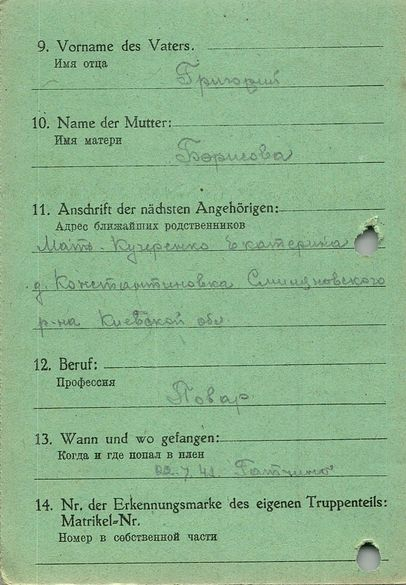 9. Vorname des Vaters.
Имя отца
Григорий
10. Name der Mutter:
Имя матери
Борисова
11. Anschrift der nächsten Angehörigen:
Адрес ближайших родственников
Мать-Кучеренко Екатерина
д. Константиновка Смиляновского
р-на Киевской обл.
12. Beruf:
Профессия
Повар
13. Wann und wo gefangen:
Когда и где попал в плен
Гатчино
14. Nr. der Erkennungsmarke des eigenen Truppenteils:
Matrikel-Nr.
Номер в собственной части